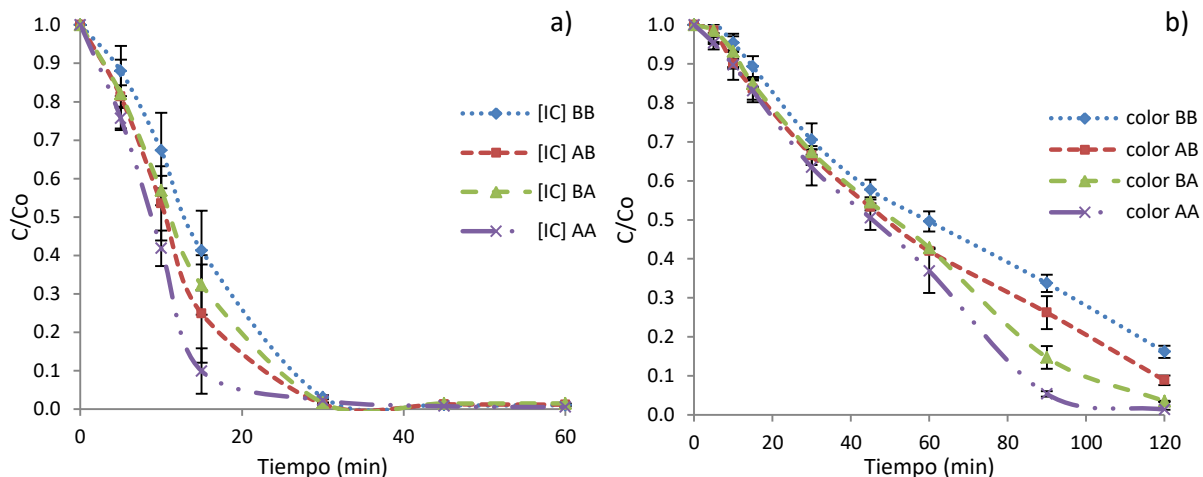 a)
C/Co
1.0
0.9
0.8
0.7
0.6
0.5
0.4
0.3
0.2
0.1
0.0
0
20
40
60
Tiempo (min)
[IC] BB
[IC] AB
[IC] BA
[IC] AA
b)
C/Co
1.0
0.9
0.8
0.7
0.6
0.5
0.4
0.3
0.2
0.1
0.0
0
20
40
60
80
100
120
Tiempo (min)
color BB
color AB
color BA
color AA